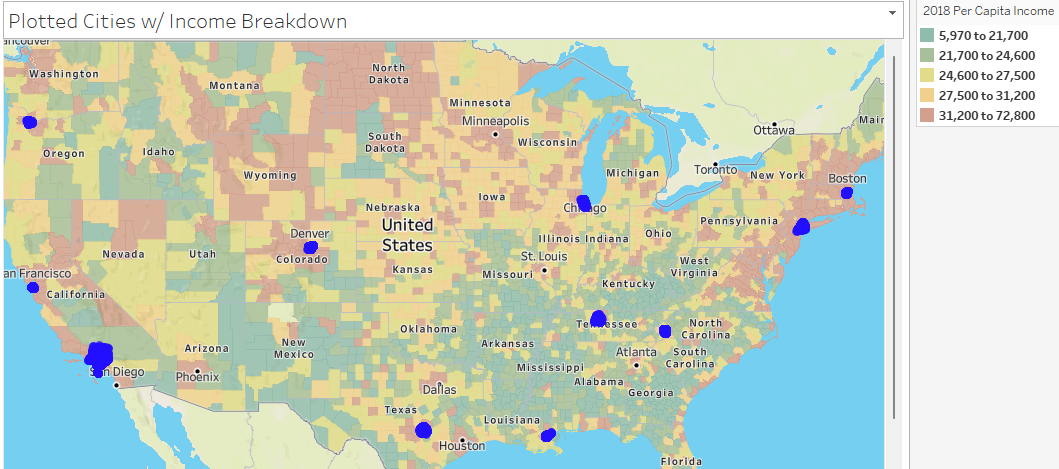 Plotted Cities w/ Income Breakdown
2018 Per Capita Income
5,970 to 21,700
21,700 to 24,600
24,600 to 27,500
27,500 to 31,200
31,200 to 72,800
ancouver
Washington
Montana
North
Dakota
Minnesota
Minneapolis
Ottawa
Main
Oregon
Idaho
South
Dakota
Wisconsin
Michigan
Toronto
New York
Boston
Wyoming
Iowa
Chicago
Nebraska
Pennsylvania
United
States
Denver
Colorado
Illinois
Indiana
Ohio
Nevada
Utah
Kansas
St. Louis
Missouri
West
Virginia
an Francisco
California
Kentucky
Oklahoma
Tennessee
North
Carolina
Arizona
New
Mexico
Arkansas
Atlanta
South
Carolina
San Diego
Phoenix
Dallas
Mississippi
Alabama
Georgia
Texas
Louisiana
Houston
Florida